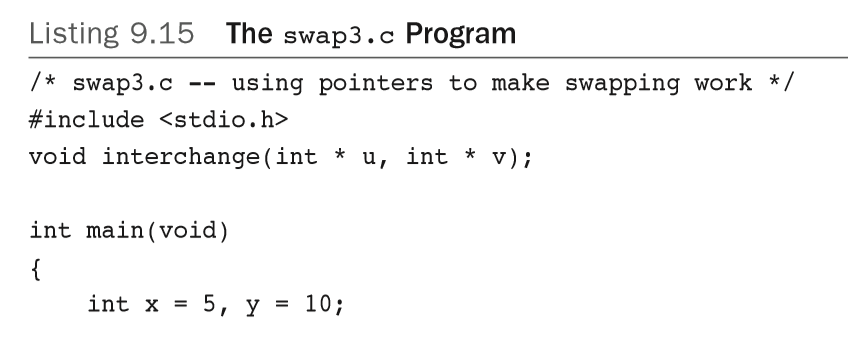 Listing 9.15 The swap3.c Program
/* swap3.c -- using pointers to make swapping work */
#include <stdio.h>
void interchange(int * u, int * v);
int main(void)
{
    int x = 5, y = 10;